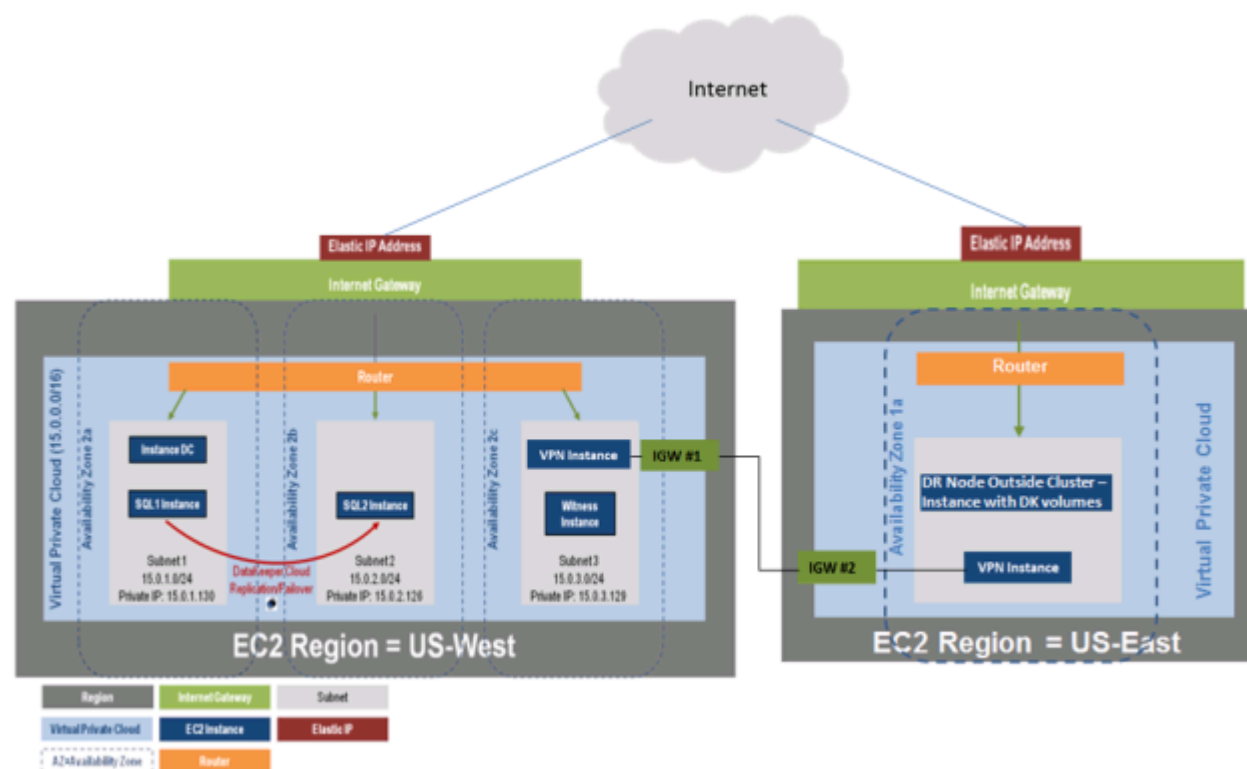 Internet
Elastic IP Address
Internet Gateway
Virtual Private Cloud (15.0.0.0/16)
Availability Zone 2a
Availability Zone 2b
Availability Zone 2c
Router
Instance DC
SQL1 Instance
Subnet 1
15.0.1.0/24
Private IP: 15.0.1.130
DataKeeper Cloud
Replication/Failover
SQL2 Instance
Subnet 2
15.0.2.0/24
Private IP: 15.0.2.126
VPN Instance
Witness
Instance
Subnet 3
15.0.3.0/24
Private IP: 15.0.3.129
IGW #1
EC2 Region = US-West
Elastic IP Address
Internet Gateway
Availability Zone 1a
Router
DR Node Outside Cluster –
Instance with DK volumes
VPN Instance
IGW #2
Virtual Private Cloud
EC2 Region = US-East
Region
Internet Gateway
Subnet
Virtual Private Cloud
EC2 Instance
Elastic IP
AZ=Availability Zone
Router